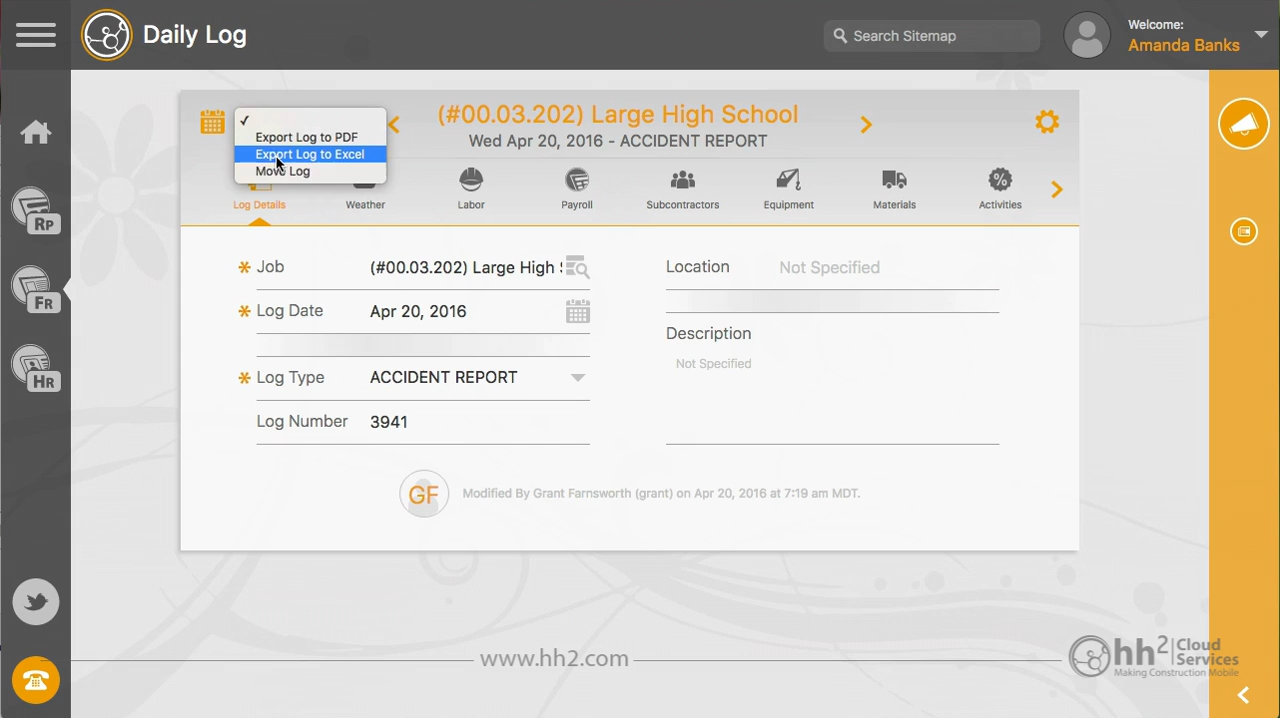 Daily Log
Search Sitemap
Welcome:
Amanda Banks
✓
Export Log to PDF
Export Log to Excel
Move Log
(#00.03.202) Large High School
Wed Apr 20, 2016 - ACCIDENT REPORT
Log Details
Weather
Labor
Payroll
Subcontractors
Equipment
Materials
Activities
RP
FR
HR
* Job
(#00.03.202) Large High
* Log Date
Apr 20, 2016
* Log Type
ACCIDENT REPORT
Log Number
3941
Location
Not Specified
Description
Not Specified
GF
Modified By Grant Farnsworth (grant) on Apr 20, 2016 at 7:19 am MDT.
www.hh2.com
hh2 Cloud
Services
Making Construction Mobile